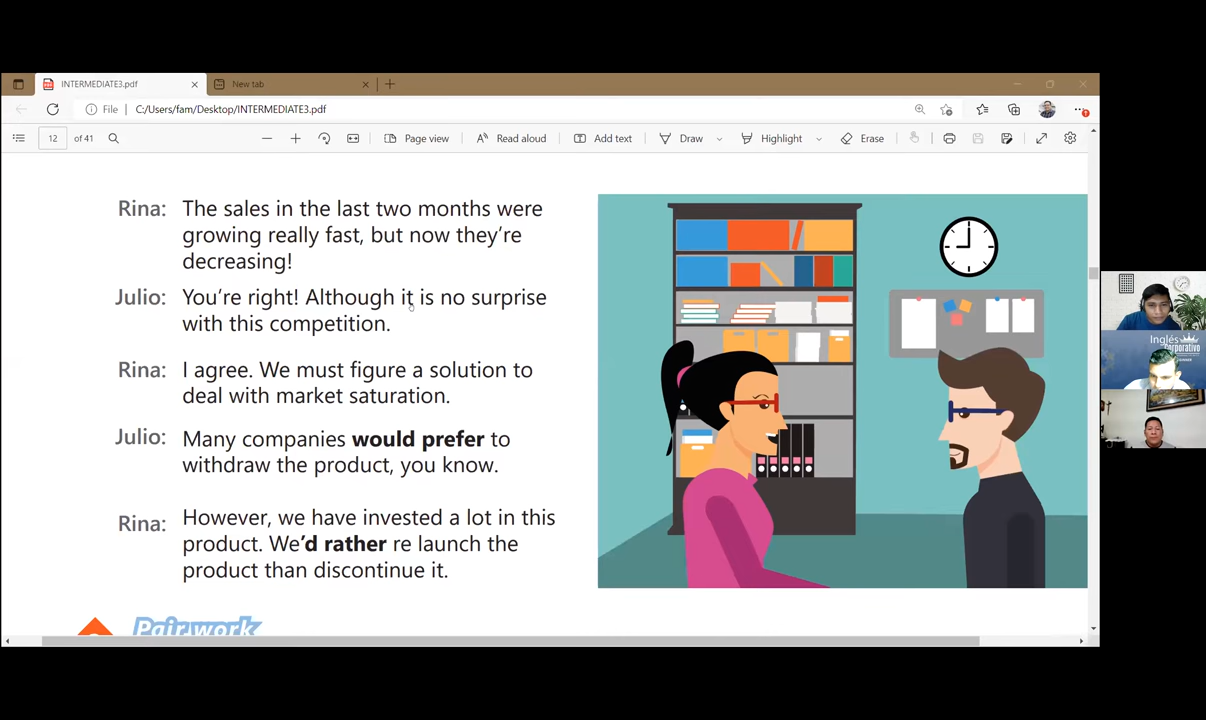 INTERMEDIATE3.pdf
New tab
File
C:/Users/fam/Desktop/INTERMEDIATE3.pdf
12 of 41
Page view
Read aloud
Add text
Draw
Highlight
Erase
Rina: The sales in the last two months were
growing really fast, but now they're
decreasing!
Julio: You're right! Although it is no surprise
with this competition.
Rina: I agree. We must figure a solution to
deal with market saturation.
Julio: Many companies would prefer to
withdraw the product, you know.
Rina: However, we have invested a lot in this
product. We'd rather re launch the
product than discontinue it.
Pair work
Inglés
Corporativo